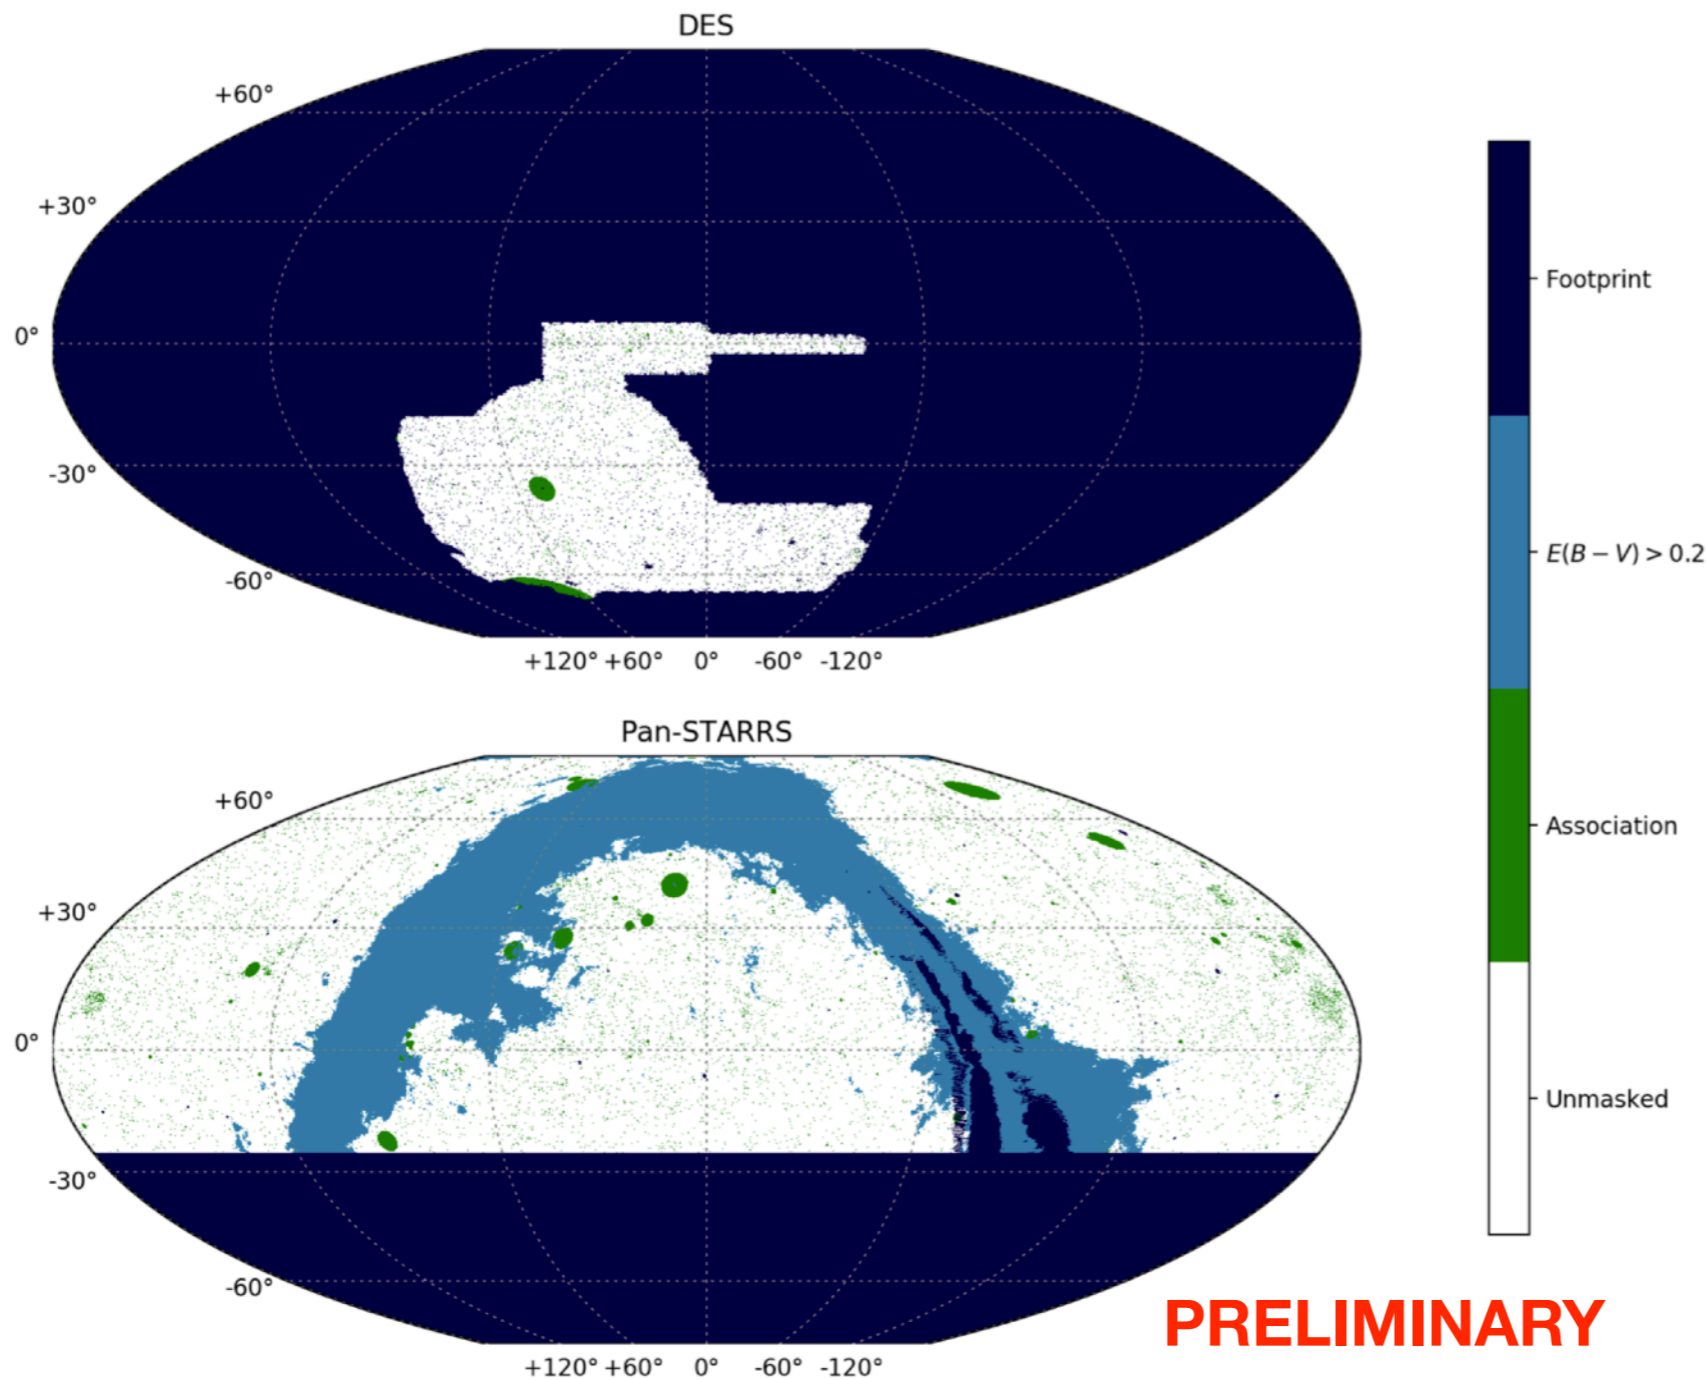 DES
+60°
+30°
0°
-30°
-60°
+120° +60° 0° -60° -120°
Pan-STARRS
+60°
+30°
0°
-30°
-60°
+120° +60° 0° -60° -120°
Footprint
E(B − V) > 0.2
Association
Unmasked
PRELIMINARY